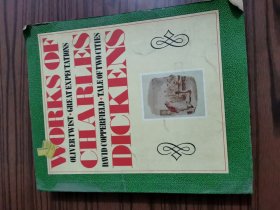 WORKS OF
OLIVER TWIST · GREAT EXPECTATIONS
CHARLES
DAVID COPPERFIELD · TALE OF TWO CITIES
DICKENS